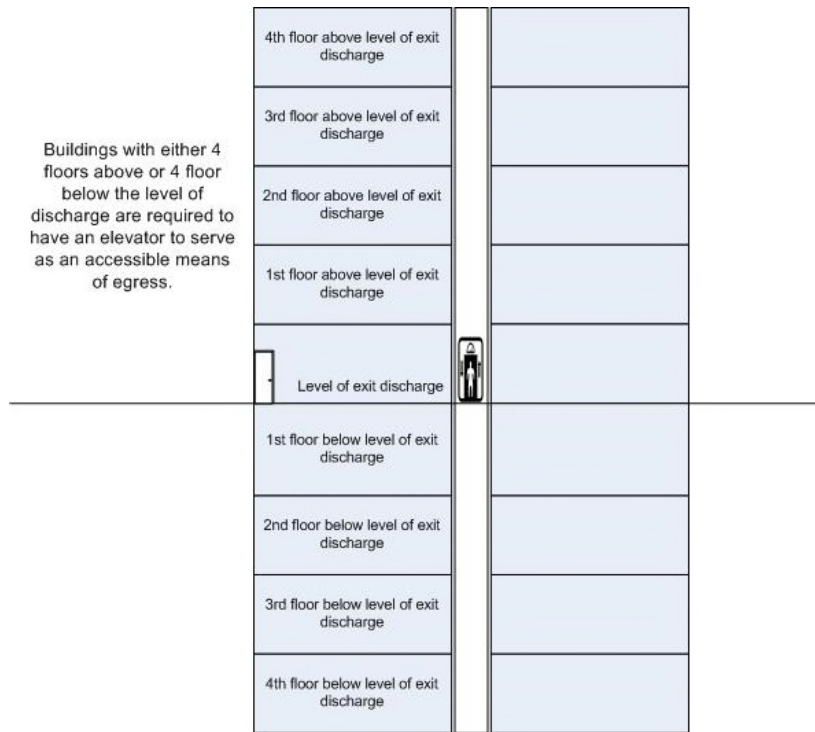 4th floor above level of exit
discharge
3rd floor above level of exit
discharge
Buildings with either 4
floors above or 4 floor
below the level of
discharge are required to
have an elevator to serve
as an accessible means
of egress.
2nd floor above level of exit
discharge
1st floor above level of exit
discharge
Level of exit discharge
1st floor below level of exit
discharge
2nd floor below level of exit
discharge
3rd floor below level of exit
discharge
4th floor below level of exit
discharge